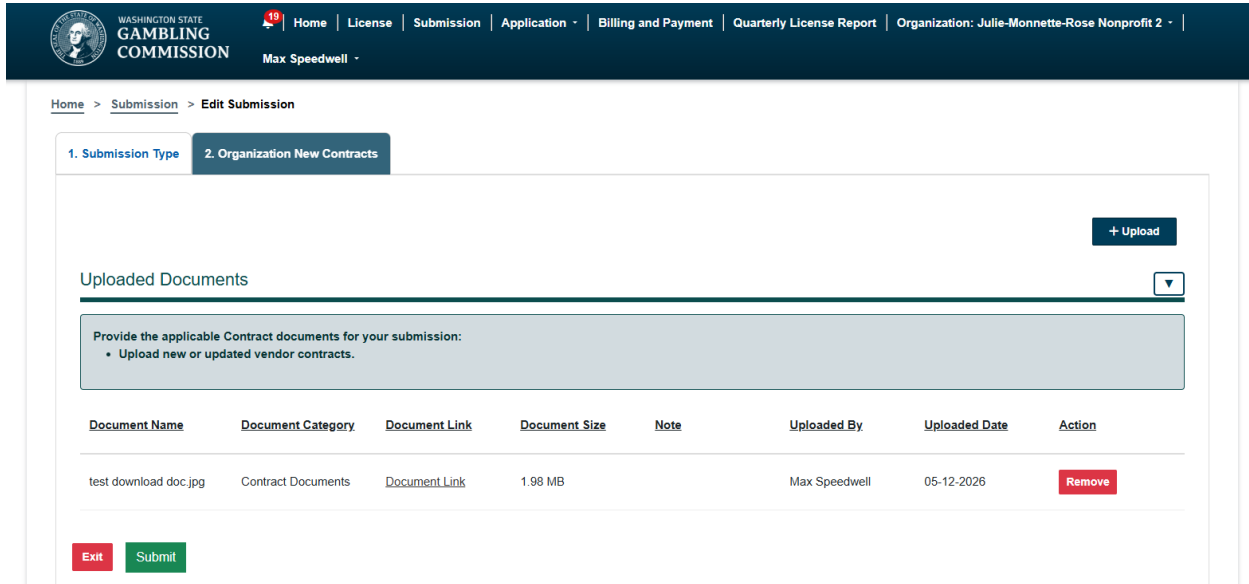 WASHINGTON STATE
GAMBLING
COMMISSION
19 Home License Submission Application Billing and Payment Quarterly License Report Organization: Julie-Monnette-Rose Nonprofit 2
Max Speedwell
Home > Submission > Edit Submission
1. Submission Type 2. Organization New Contracts
+ Upload
Uploaded Documents
Provide the applicable Contract documents for your submission:
• Upload new or updated vendor contracts.
Document Name Document Category Document Link Document Size Note Uploaded By Uploaded Date Action
test download doc.jpg Contract Documents Document Link 1.98 MB Max Speedwell 05-12-2026 Remove
Exit Submit